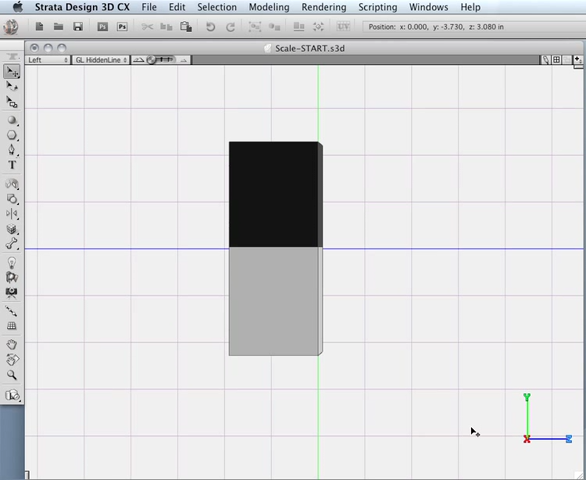 Strata Design 3D CX File Edit Selection Modeling Rendering Scripting Windows Help
Position: x: 0.000, y: -3.730, z: 3.080 in
Scale-START.s3d
Left GL HiddenLine
T
Y
X Z